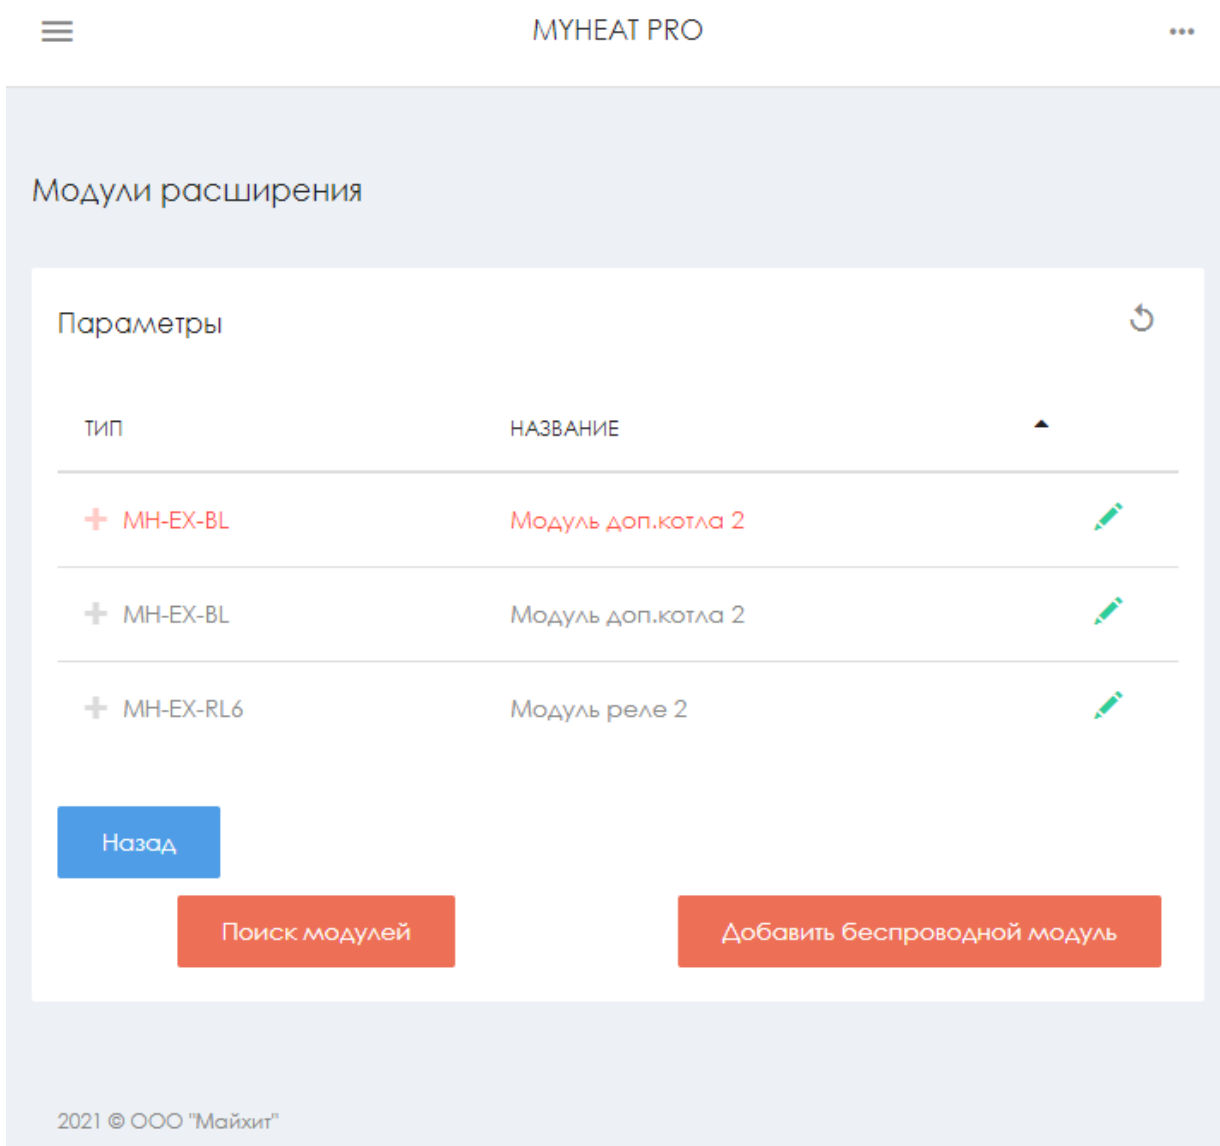 MYHEAT PRO
Модули расширения
Параметры
ТИП НАЗВАНИЕ
MH-EX-BL Модуль доп.котла 2
MH-EX-BL Модуль доп.котла 2
MH-EX-RL6 Модуль реле 2
Назад
Поиск модулей Добавить беспроводной модуль
2021 © ООО "Майхит"